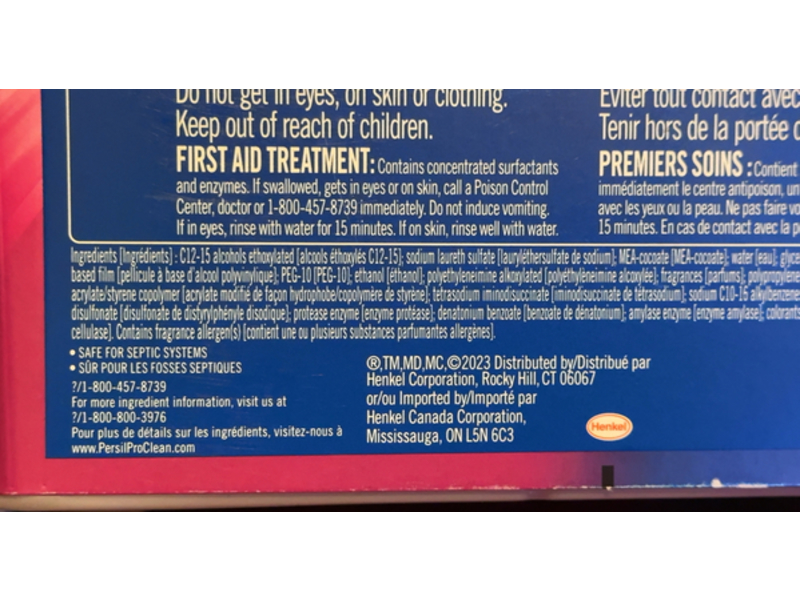 Do not get in eyes, on skin or clothing.
Keep out of reach of children.
FIRST AID TREATMENT: Contains concentrated surfactants
and enzymes. If swallowed, gets in eyes or on skin, call a Poison Control
Center, doctor or 1-800-457-8739 immediately. Do not induce vomiting.
If in eyes, rinse with water for 15 minutes. If on skin, rinse well with water.
Éviter tout contact avec
Tenir hors de la portée d
PREMIERS SOINS : Contient
immédiatement le centre antipoison, un
avec les yeux ou la peau. Ne pas faire vo
15 minutes. En cas de contact avec la p
Ingredients [Ingrédients] : C12-15 alcohols ethoxylated [alcools éthoxylés C12-15]; sodium laureth sulfate [lauryléthersulfate de sodium]; MEA-cocoate [MEA-cocoate]; water [eau]; glyce
based film [pellicule à base d'alcool polyvinylique]; PEG-10 [PEG-10]; ethanol [éthanol]; polyethyleneimine alkoxylated [polyéthylèneimine alcoxylée]; fragrances [parfums]; polypropylene
acrylate/styrene copolymer [acrylate modifié de façon hydrophobe/copolymère de styrène]; tetrasodium iminodisuccinate [iminodisuccinate de tétrasodium]; sodium C10-16 alkylbenzene
disulfonate [disulfonate de distyrylphényle disodique]; protease enzyme [enzyme protéase]; denatonium benzoate [benzoate de dénatonium]; amylase enzyme [enzyme amylase]; colorants
cellulase]. Contains fragrance allergen(s) [contient une ou plusieurs substances parfumantes allergènes].
• SAFE FOR SEPTIC SYSTEMS
• SÛR POUR LES FOSSES SEPTIQUES
?/1-800-457-8739
For more ingredient information, visit us at
?/1-800-800-3976
Pour plus de détails sur les ingrédients, visitez-nous à
www.PersilProClean.com
®,TM,MD,MC,©2023 Distributed by/Distribué par
Henkel Corporation, Rocky Hill, CT 06067
or/ou Imported by/Importé par
Henkel Canada Corporation,
Mississauga, ON L5N 6C3
Henkel